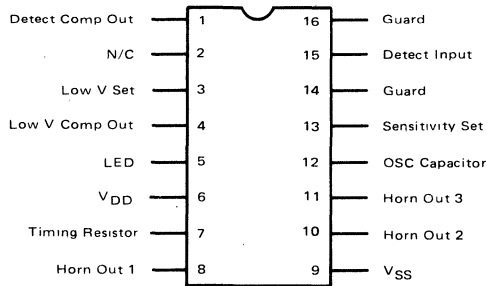 Detect Comp Out 1 16 Guard
N/C 2 15 Detect Input
Low V Set 3 14 Guard
Low V Comp Out 4 13 Sensitivity Set
LED 5 12 OSC Capacitor
VDD 6 11 Horn Out 3
Timing Resistor 7 10 Horn Out 2
Horn Out 1 8 9 VSS